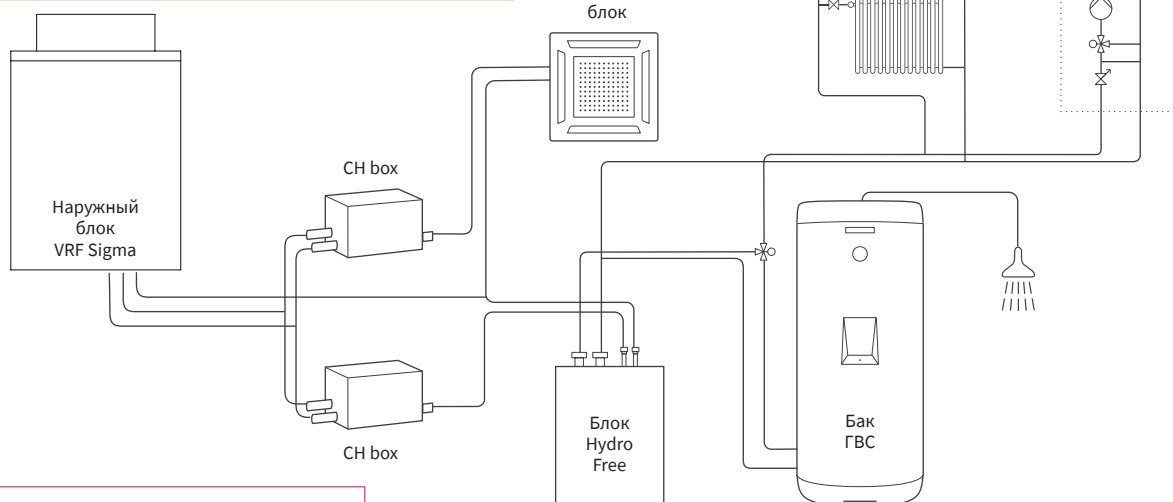 блок
CH box
Наружный
блок
VRF Sigma
CH box
Блок
Hydro
Free
Бак
ГВС